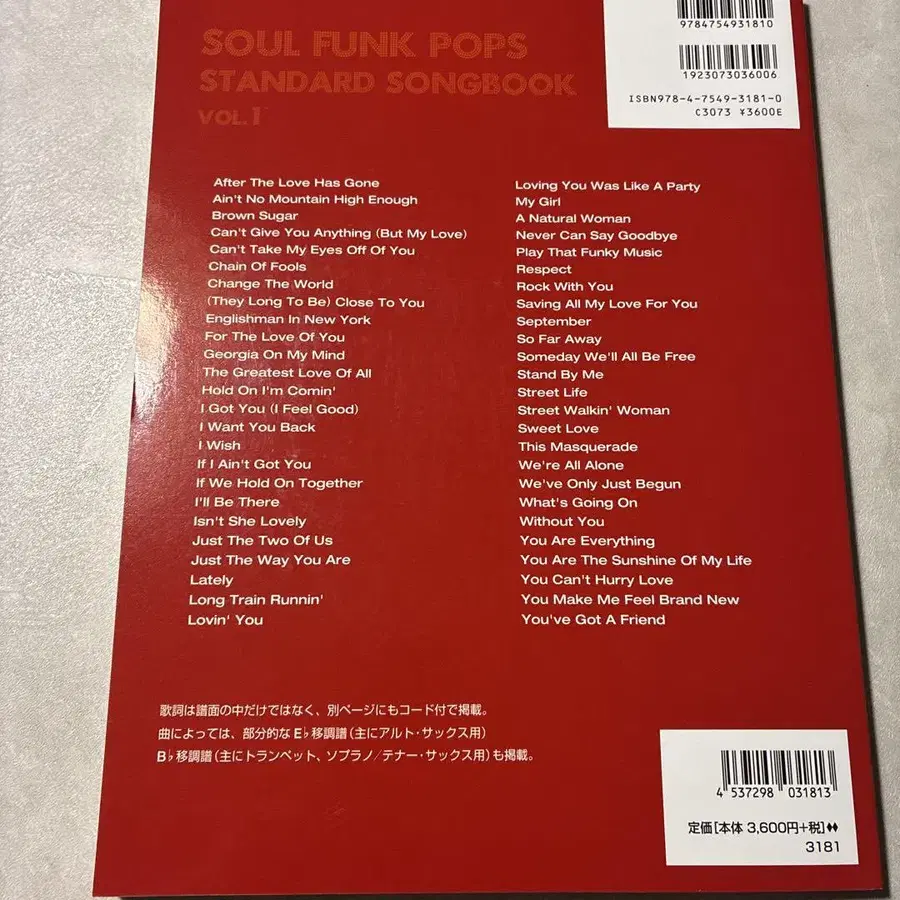 9784754931810
1923073036006
ISBN978-4-7549-3181-0
C3073 ¥3600E
SOUL FUNK POPS
STANDARD SONGBOOK
VOL.1
After The Love Has Gone
Ain't No Mountain High Enough
Brown Sugar
Can't Give You Anything (But My Love)
Can't Take My Eyes Off Of You
Chain Of Fools
Change The World
(They Long To Be) Close To You
Englishman In New York
For The Love Of You
Georgia On My Mind
The Greatest Love Of All
Hold On I'm Comin'
I Got You (I Feel Good)
I Want You Back
I Wish
If I Ain't Got You
If We Hold On Together
I'll Be There
Isn't She Lovely
Just The Two Of Us
Just The Way You Are
Lately
Long Train Runnin'
Lovin' You
Loving You Was Like A Party
My Girl
A Natural Woman
Never Can Say Goodbye
Play That Funky Music
Respect
Rock With You
Saving All My Love For You
September
So Far Away
Someday We'll All Be Free
Stand By Me
Street Life
Street Walkin' Woman
Sweet Love
This Masquerade
We're All Alone
We've Only Just Begun
What's Going On
Without You
You Are Everything
You Are The Sunshine Of My Life
You Can't Hurry Love
You Make Me Feel Brand New
You've Got A Friend
歌詞は譜面の中だけではなく、別ページにもコード付で掲載。
曲によっては、部分的なE♭移調譜(主にアルト・サックス用)
B♭移調譜(主にトランペット、ソプラノ/テナー・サックス用)も掲載。
4 537298 031813
定価[本体 3,600円+税]♦♦
3181